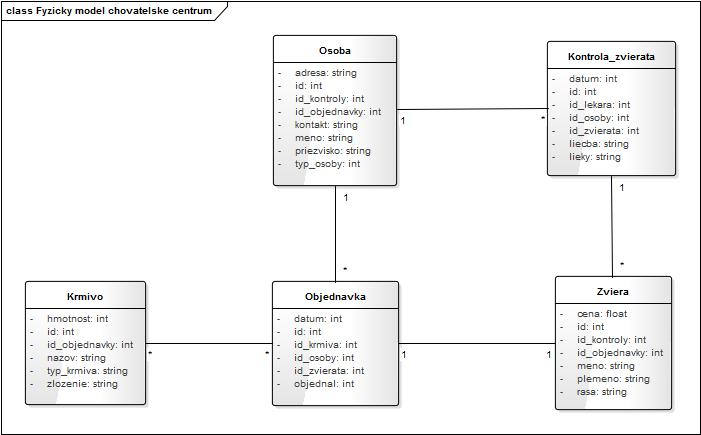 class Fyzicky model chovatelske centrum
Osoba
- adresa: string
- id: int
- id_kontroly: int
- id_objednavky: int
- kontakt: string
- meno: string
- priezvisko: string
- typ_osoby: int
Kontrola_zvierata
- datum: int
- id: int
- id_lekara: int
- id_osoby: int
- id_zvierata: int
- liecba: string
- lieky: string
1
*
1
*
1
*
Krmivo
- hmotnost: int
- id: int
- id_objednavky: int
- nazov: string
- typ_krmiva: string
- zlozenie: string
*
*
Objednavka
- datum: int
- id: int
- id_krmiva: int
- id_osoby: int
- id_zvierata: int
- objednal: int
1
1
Zviera
- cena: float
- id: int
- id_kontroly: int
- id_objednavky: int
- meno: string
- plemeno: string
- rasa: string